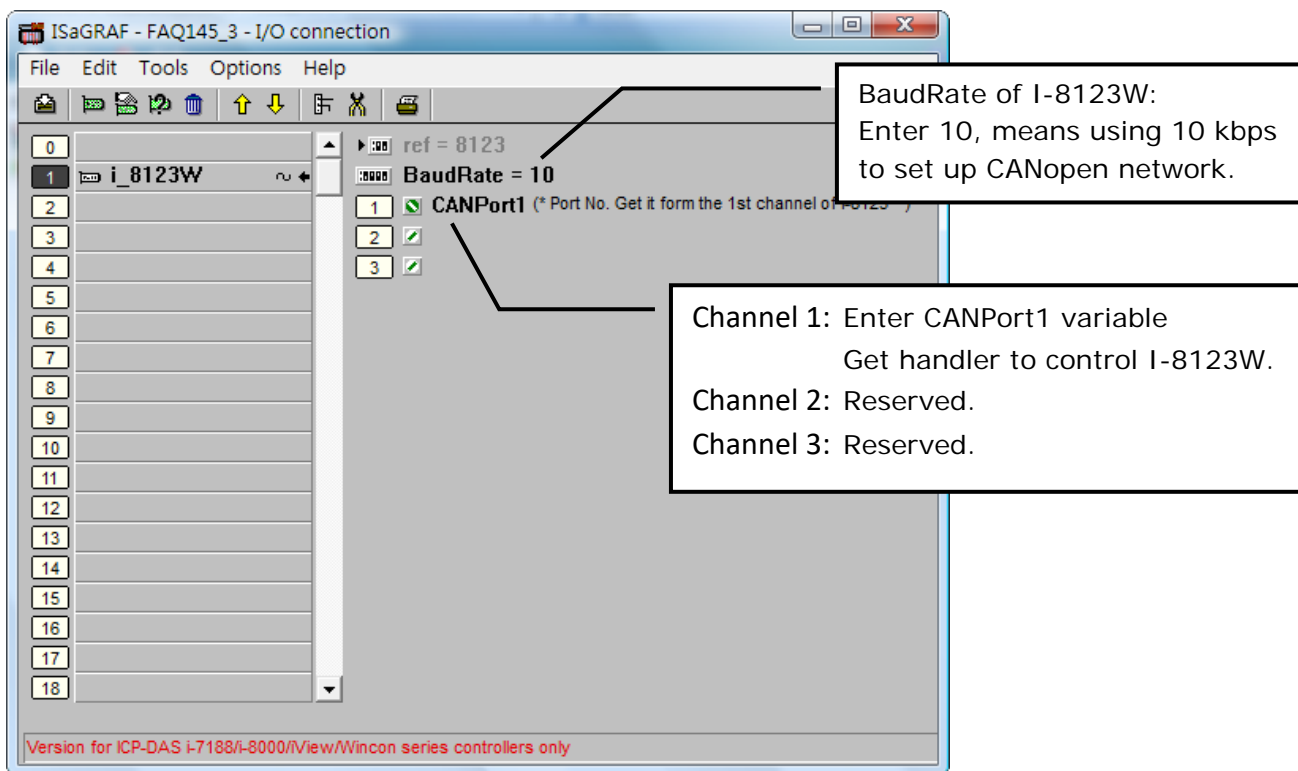 ISaGRAF - FAQ145_3 - I/O connection
File Edit Tools Options Help
BaudRate of I-8123W:
Enter 10, means using 10 kbps
to set up CANopen network.
0
1 i_8123W
2
3
4
5
6
7
8
9
10
11
12
13
14
15
16
17
18
ref = 8123
BaudRate = 10
1 CANPort1 (* Port No. Get it form the 1st channel of
2
3
Channel 1: Enter CANPort1 variable
Get handler to control I-8123W.
Channel 2: Reserved.
Channel 3: Reserved.
Version for ICP-DAS i-7188/i-8000/iView/Wincon series controllers only